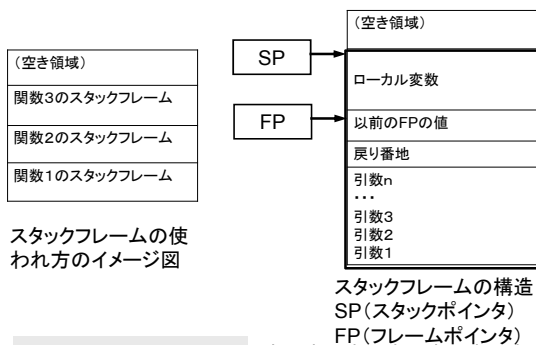 (空き領域)
関数3のスタックフレーム
関数2のスタックフレーム
関数1のスタックフレーム
スタックフレームの使
われ方のイメージ図
SP
FP
(空き領域)
ローカル変数
以前のFPの値
戻り番地
引数n
・・・
引数3
引数2
引数1
スタックフレームの構造
SP(スタックポインタ)
FP(フレームポインタ)